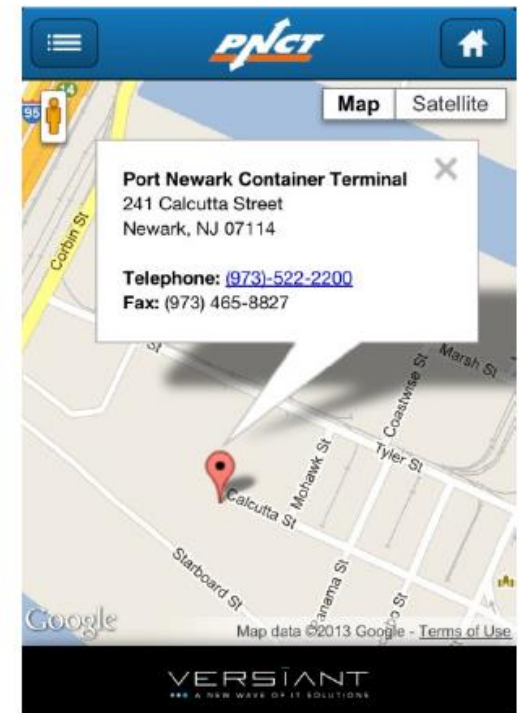 PNCT
Map
Satellite
95
14
Port Newark Container Terminal
241 Calcutta Street
Newark, NJ 07114
Telephone: (973)-522-2200
Fax: (973) 465-8827
Corbin St
St
Marsh St
Coastwise St
Tyler St
Mohawk St
Calcutta St
Starboard St
Panama St
Google
Map data ©2013 Google - Terms of Use
VERSIANT
A NEW WAVE OF IT SOLUTIONS